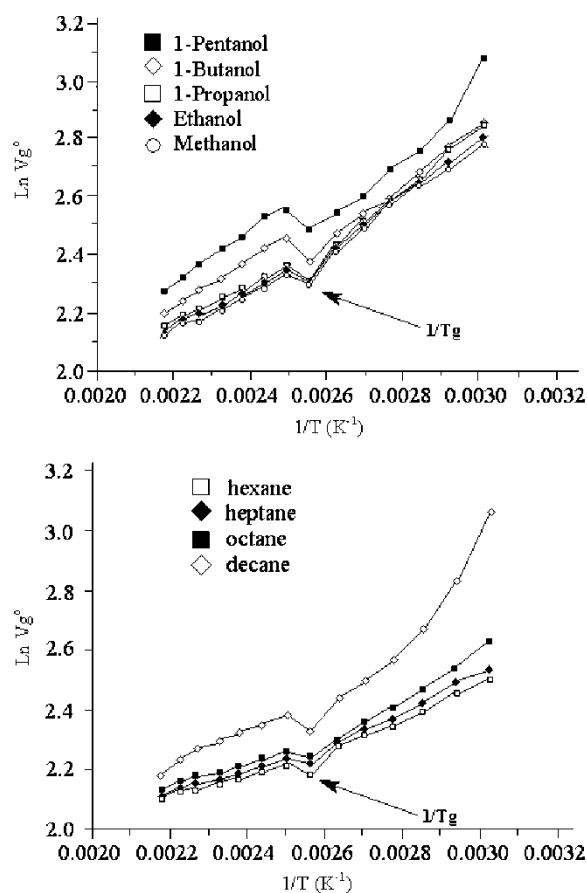 3.2
1-Pentanol
1-Butanol
3.0
1-Propanol
Ethanol
Methanol
2.8
Ln Vg°
2.6
2.4
1/Tg
2.2
2.0
0.0020 0.0022 0.0024 0.0026 0.0028 0.0030 0.0032
1/T (K⁻¹)
3.2
hexane
heptane
3.0
octane
decane
2.8
Ln Vg°
2.6
2.4
2.2
1/Tg
2.0
0.0020 0.0022 0.0024 0.0026 0.0028 0.0030 0.0032
1/T (K⁻¹)